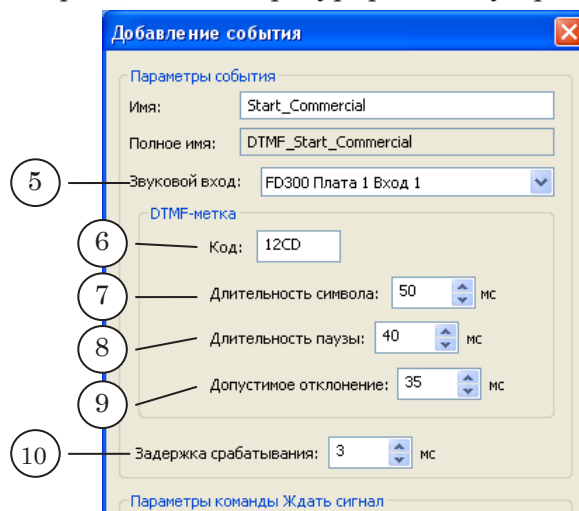 Добавление события
Параметры события
Имя: Start_Commercial
Полное имя: DTMF_Start_Commercial
5 Звуковой вход: FD300 Плата 1 Вход 1
DTMF-метка
6 Код: 12CD
7 Длительность символа: 50 мс
8 Длительность паузы: 40 мс
9 Допустимое отклонение: 35 мс
10 Задержка срабатывания: 3 мс
Параметры команды Ждать сигнал